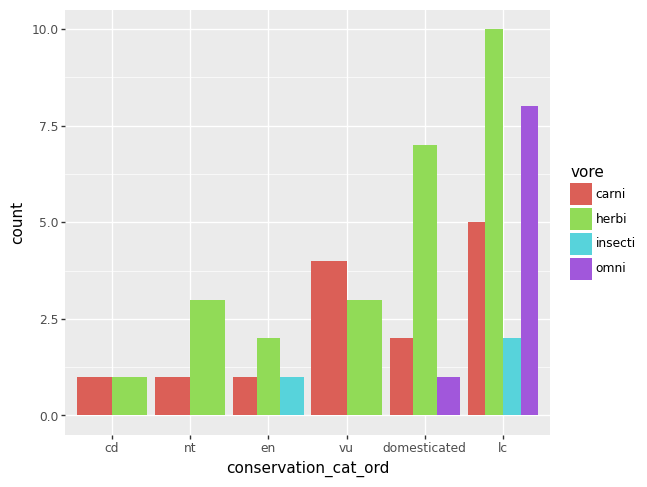 10.0
7.5
5.0
2.5
0.0
count
cd nt en vu domesticated lc
conservation_cat_ord
vore
carni
herbi
insecti
omni